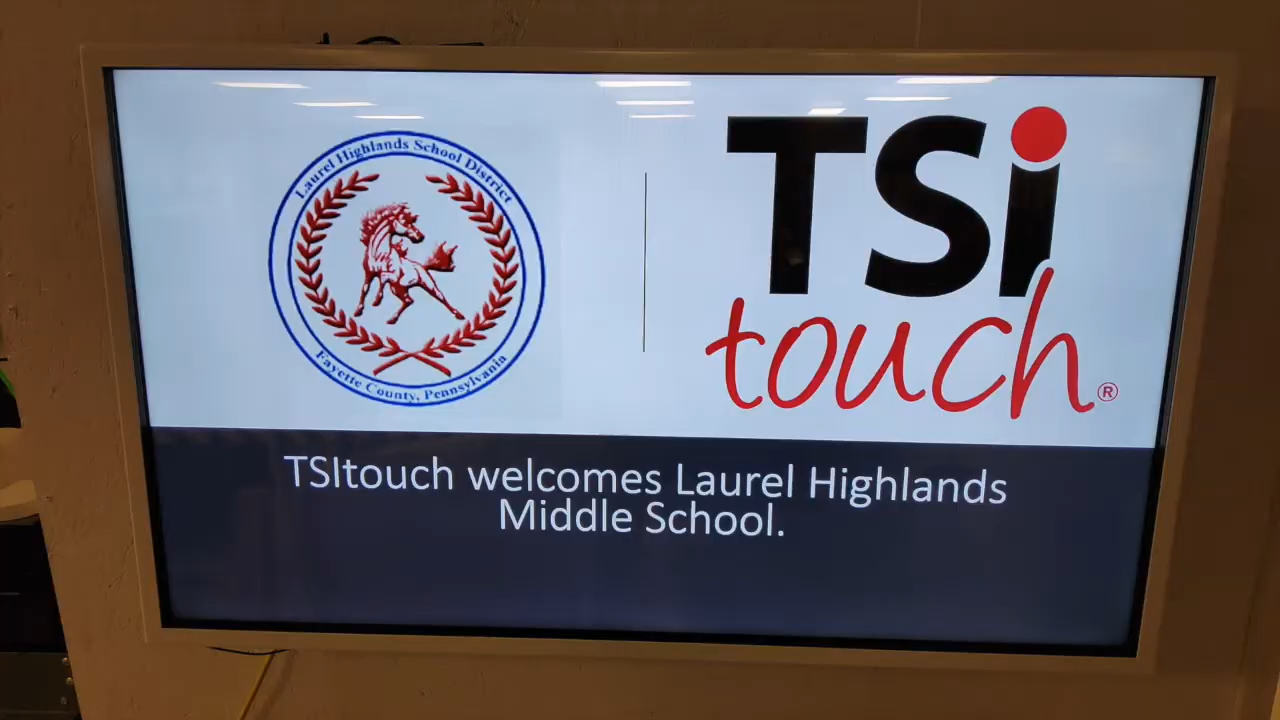 Laurel Highlands School District
Fayette County, Pennsylvania
TSi
touch®
TSItouch welcomes Laurel Highlands
Middle School.